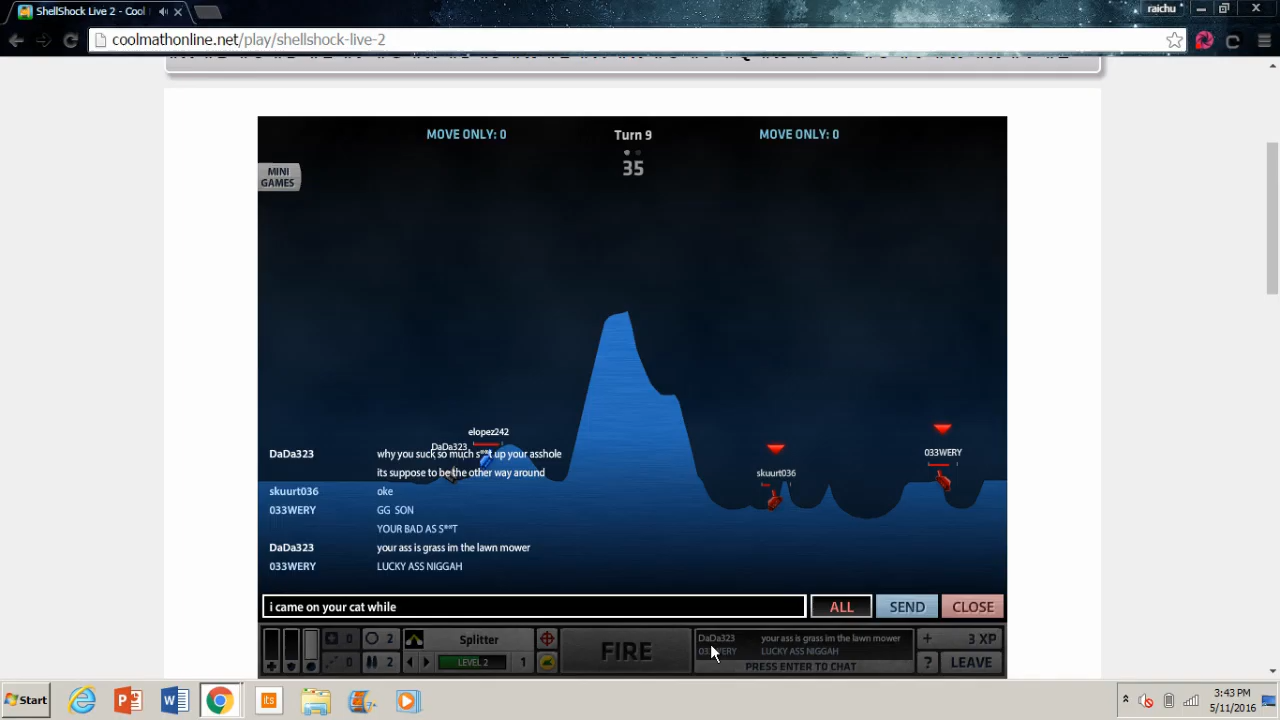 ShellShock Live 2 - Cool
raichu
coolmathonline.net/play/shellshock-live-2
MOVE ONLY: 0
Turn 9
MOVE ONLY: 0
35
MINI
GAMES
elopez242
DaDa323
DaDa323 why you suck so much s**t up your asshole
its suppose to be the other way around
skuurt036 oke
033WERY GG SON
YOUR BAD AS S**T
DaDa323 your ass is grass im the lawn mower
033WERY LUCKY ASS NIGGAH
skuurt036
033WERY
i came on your cat while
ALL
SEND
CLOSE
0
2
Splitter
0
2
LEVEL 2
1
FIRE
DaDa323 your ass is grass im the lawn mower
033WERY LUCKY ASS NIGGAH
PRESS ENTER TO CHAT
+ 3 XP
? LEAVE
Start
its
3:43 PM
5/11/2016